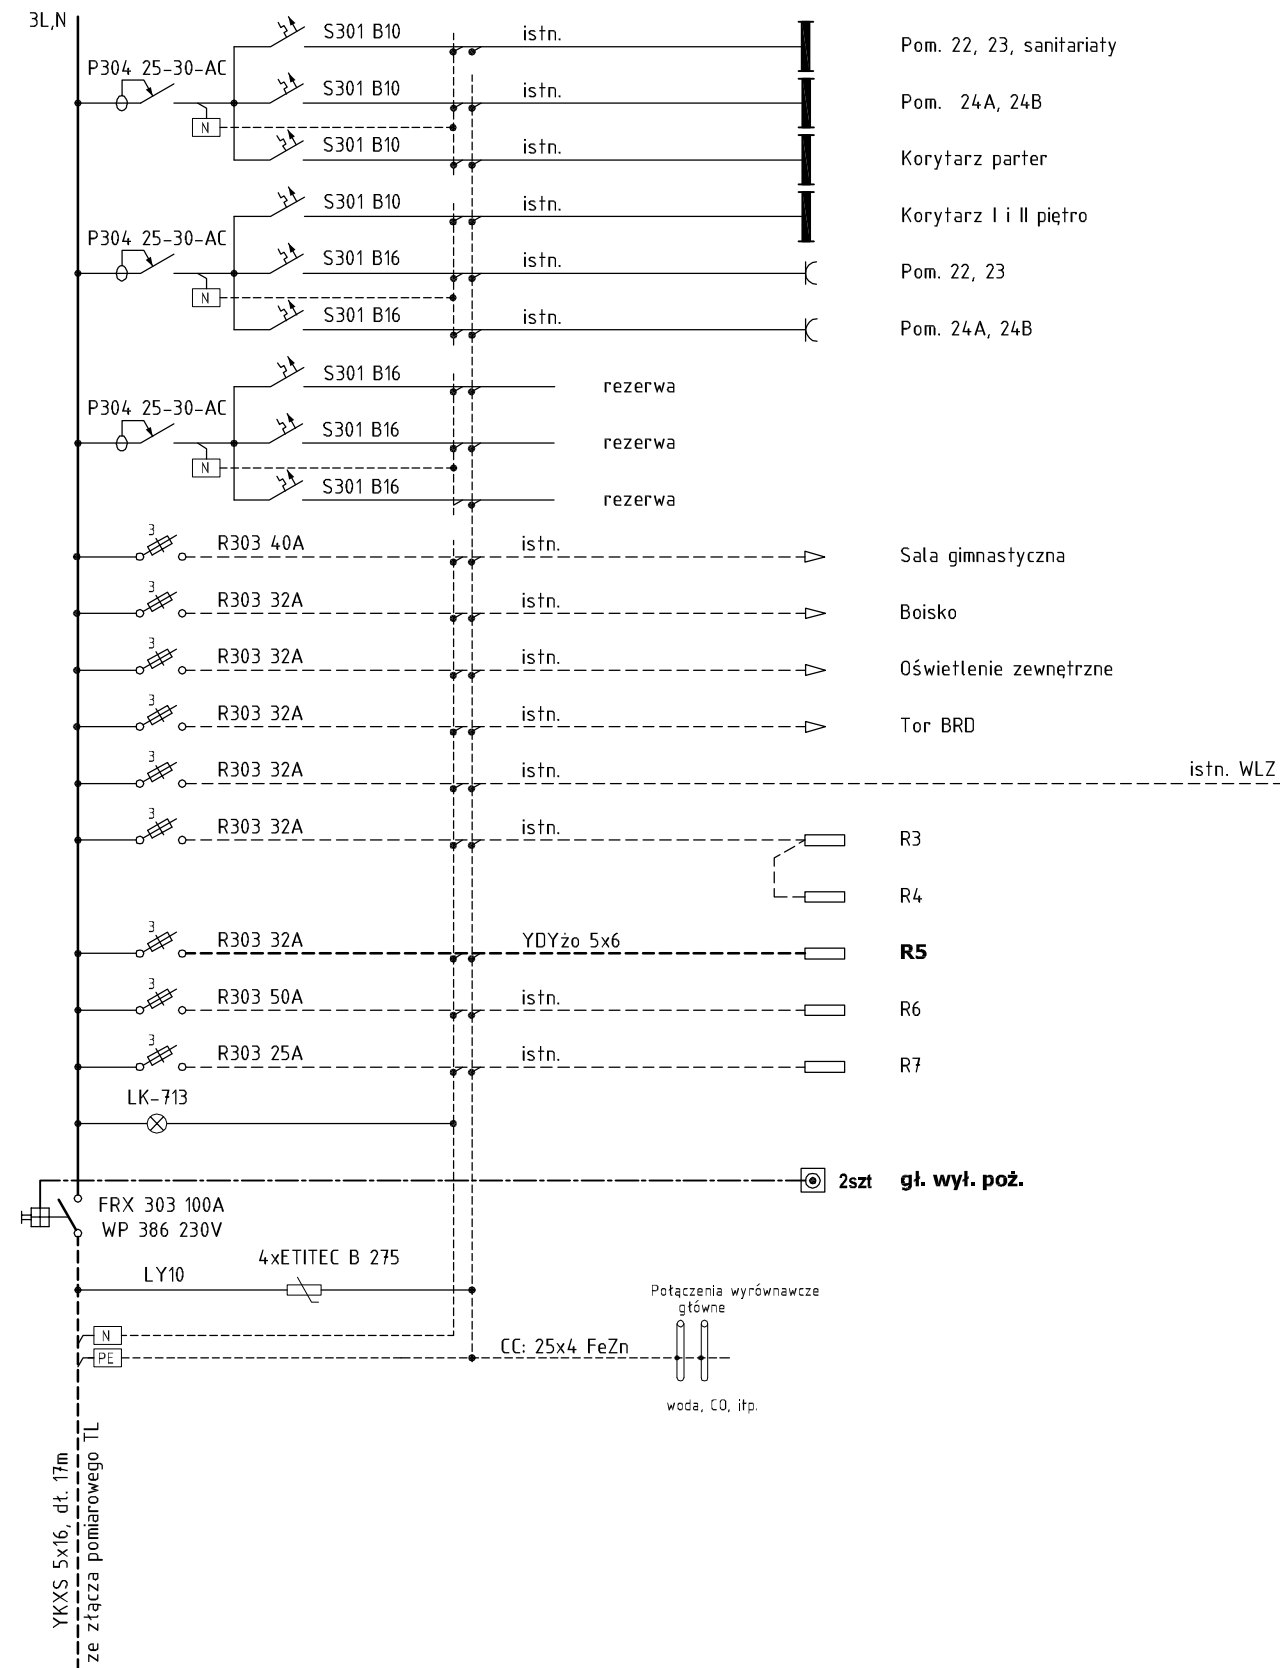 3L,N
S301 B10 istn. Pom. 22, 23, sanitariaty
P304 25-30-AC
S301 B10 istn. Pom. 24A, 24B
N
S301 B10 istn. Korytarz parter
S301 B10 istn. Korytarz I i II piętro
P304 25-30-AC
S301 B16 istn. Pom. 22, 23
N
S301 B16 istn. Pom. 24A, 24B
S301 B16 rezerwa
P304 25-30-AC
S301 B16 rezerwa
N
S301 B16 rezerwa
3 R303 40A istn. Sala gimnastyczna
3 R303 32A istn. Boisko
3 R303 32A istn. Oświetlenie zewnętrzne
3 R303 32A istn. Tor BRD
3 R303 32A istn. istn. WLZ
3 R303 32A istn. R3
R4
3 R303 32A YDYżo 5x6 R5
3 R303 50A istn. R6
3 R303 25A istn. R7
LK-713
2szt gł. wył. poż.
FRX 303 100A
WP 386 230V
4xETITEC B 275
LY10
Połączenia wyrównawcze
główne
N
CC: 25x4 FeZn
PE
woda, CO, itp.
YKXS 5x16, dł. 17m
ze złącza pomiarowego TL